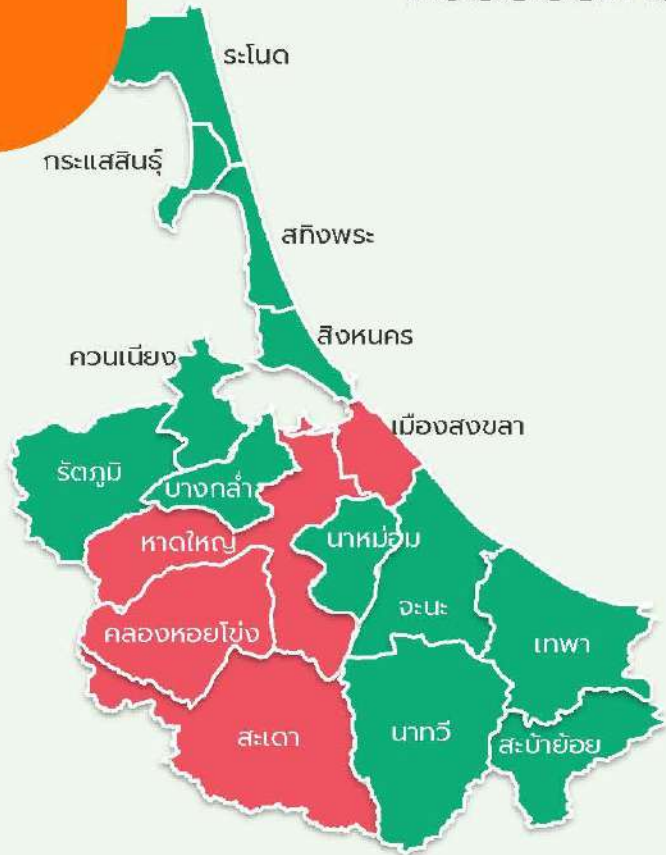 ระโนด
กระแสสินธุ์
สทิงพระ
สิงหนคร
ควนเนียง
เมืองสงขลา
รัตภูมิ
บางกล่ำ
หาดใหญ่
นาหม่อม
จะนะ
คลองหอยโข่ง
เทพา
สะเดา
นาทวี
สะบ้าย้อย